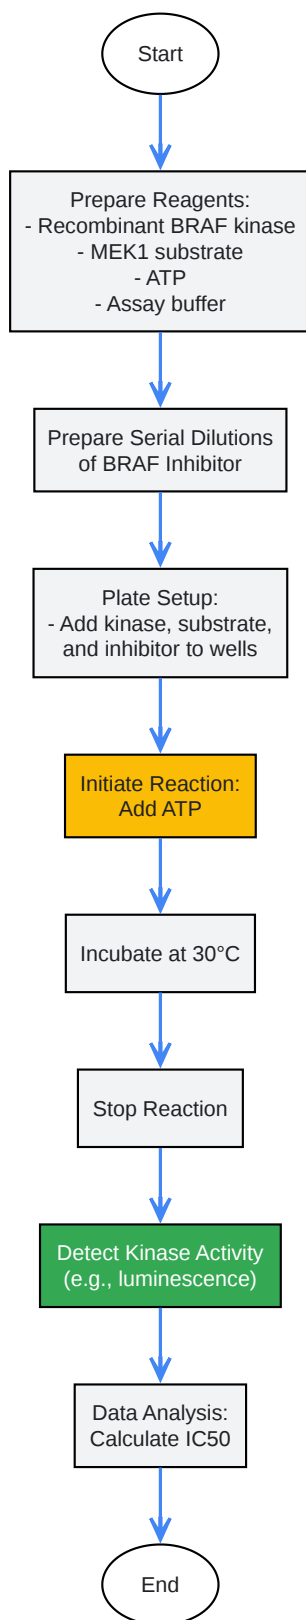 Start
Prepare Reagents:
- Recombinant BRAF kinase
- MEK1 substrate
- ATP
- Assay buffer
Prepare Serial Dilutions
of BRAF Inhibitor
Plate Setup:
- Add kinase, substrate,
and inhibitor to wells
Initiate Reaction:
Add ATP
Incubate at 30°C
Stop Reaction
Detect Kinase Activity
(e.g., luminescence)
Data Analysis:
Calculate IC50
End